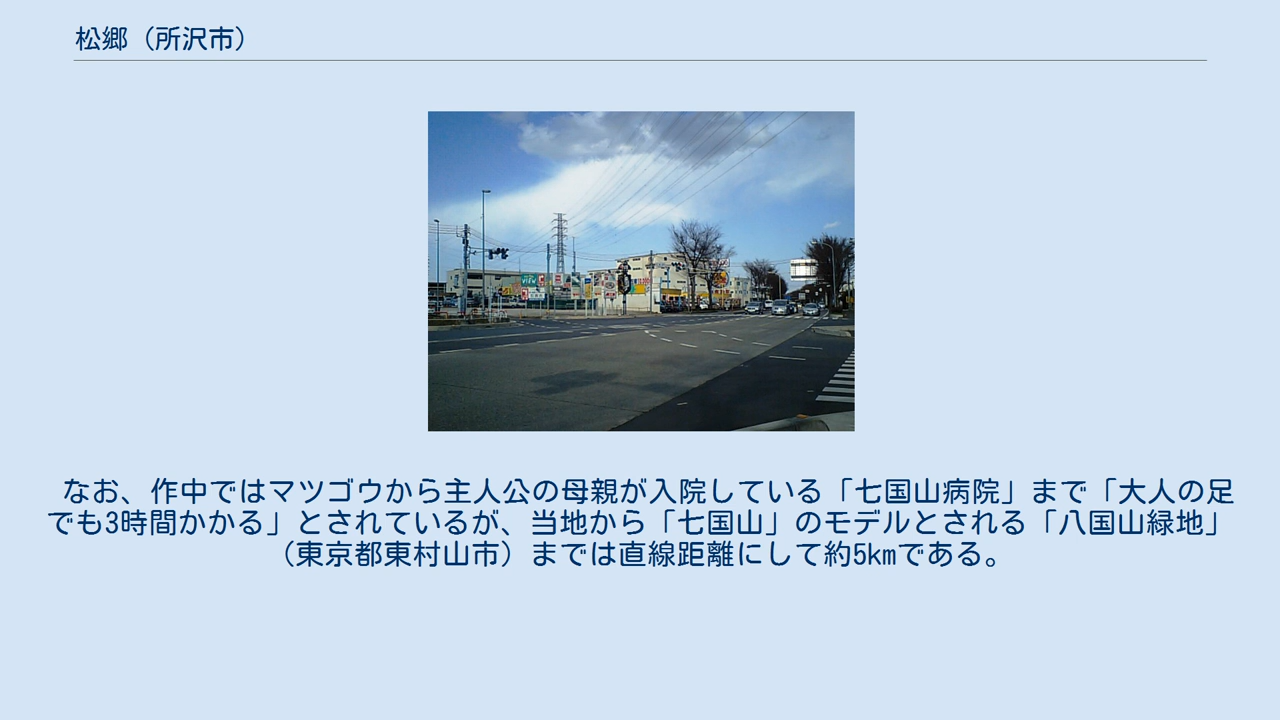 松郷（所沢市）
なお、作中ではマツゴウから主人公の母親が入院している「七国山病院」まで「大人の足
でも3時間かかる」とされているが、当地から「七国山」のモデルとされる「八国山緑地」
（東京都東村山市）までは直線距離にして約5kmである。